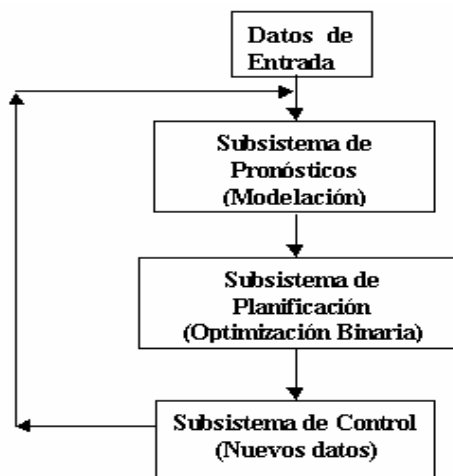 Datos de
Entrada
Subsistema de
Pronósticos
(Modelación)
Subsistema de
Planificación
(Optimización Binaria)
Subsistema de Control
(Nuevos datos)